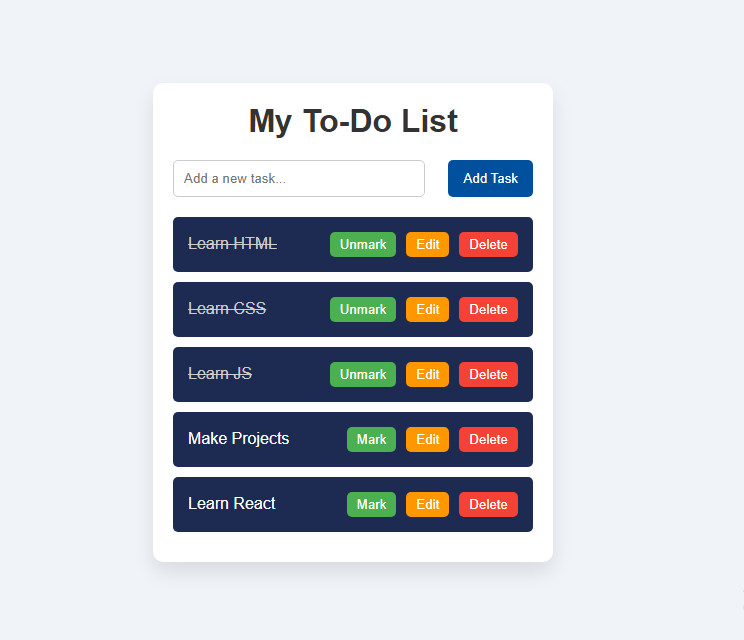 My To-Do List
Add a new task... Add Task
Learn HTML Unmark Edit Delete
Learn CSS Unmark Edit Delete
Learn JS Unmark Edit Delete
Make Projects Mark Edit Delete
Learn React Mark Edit Delete